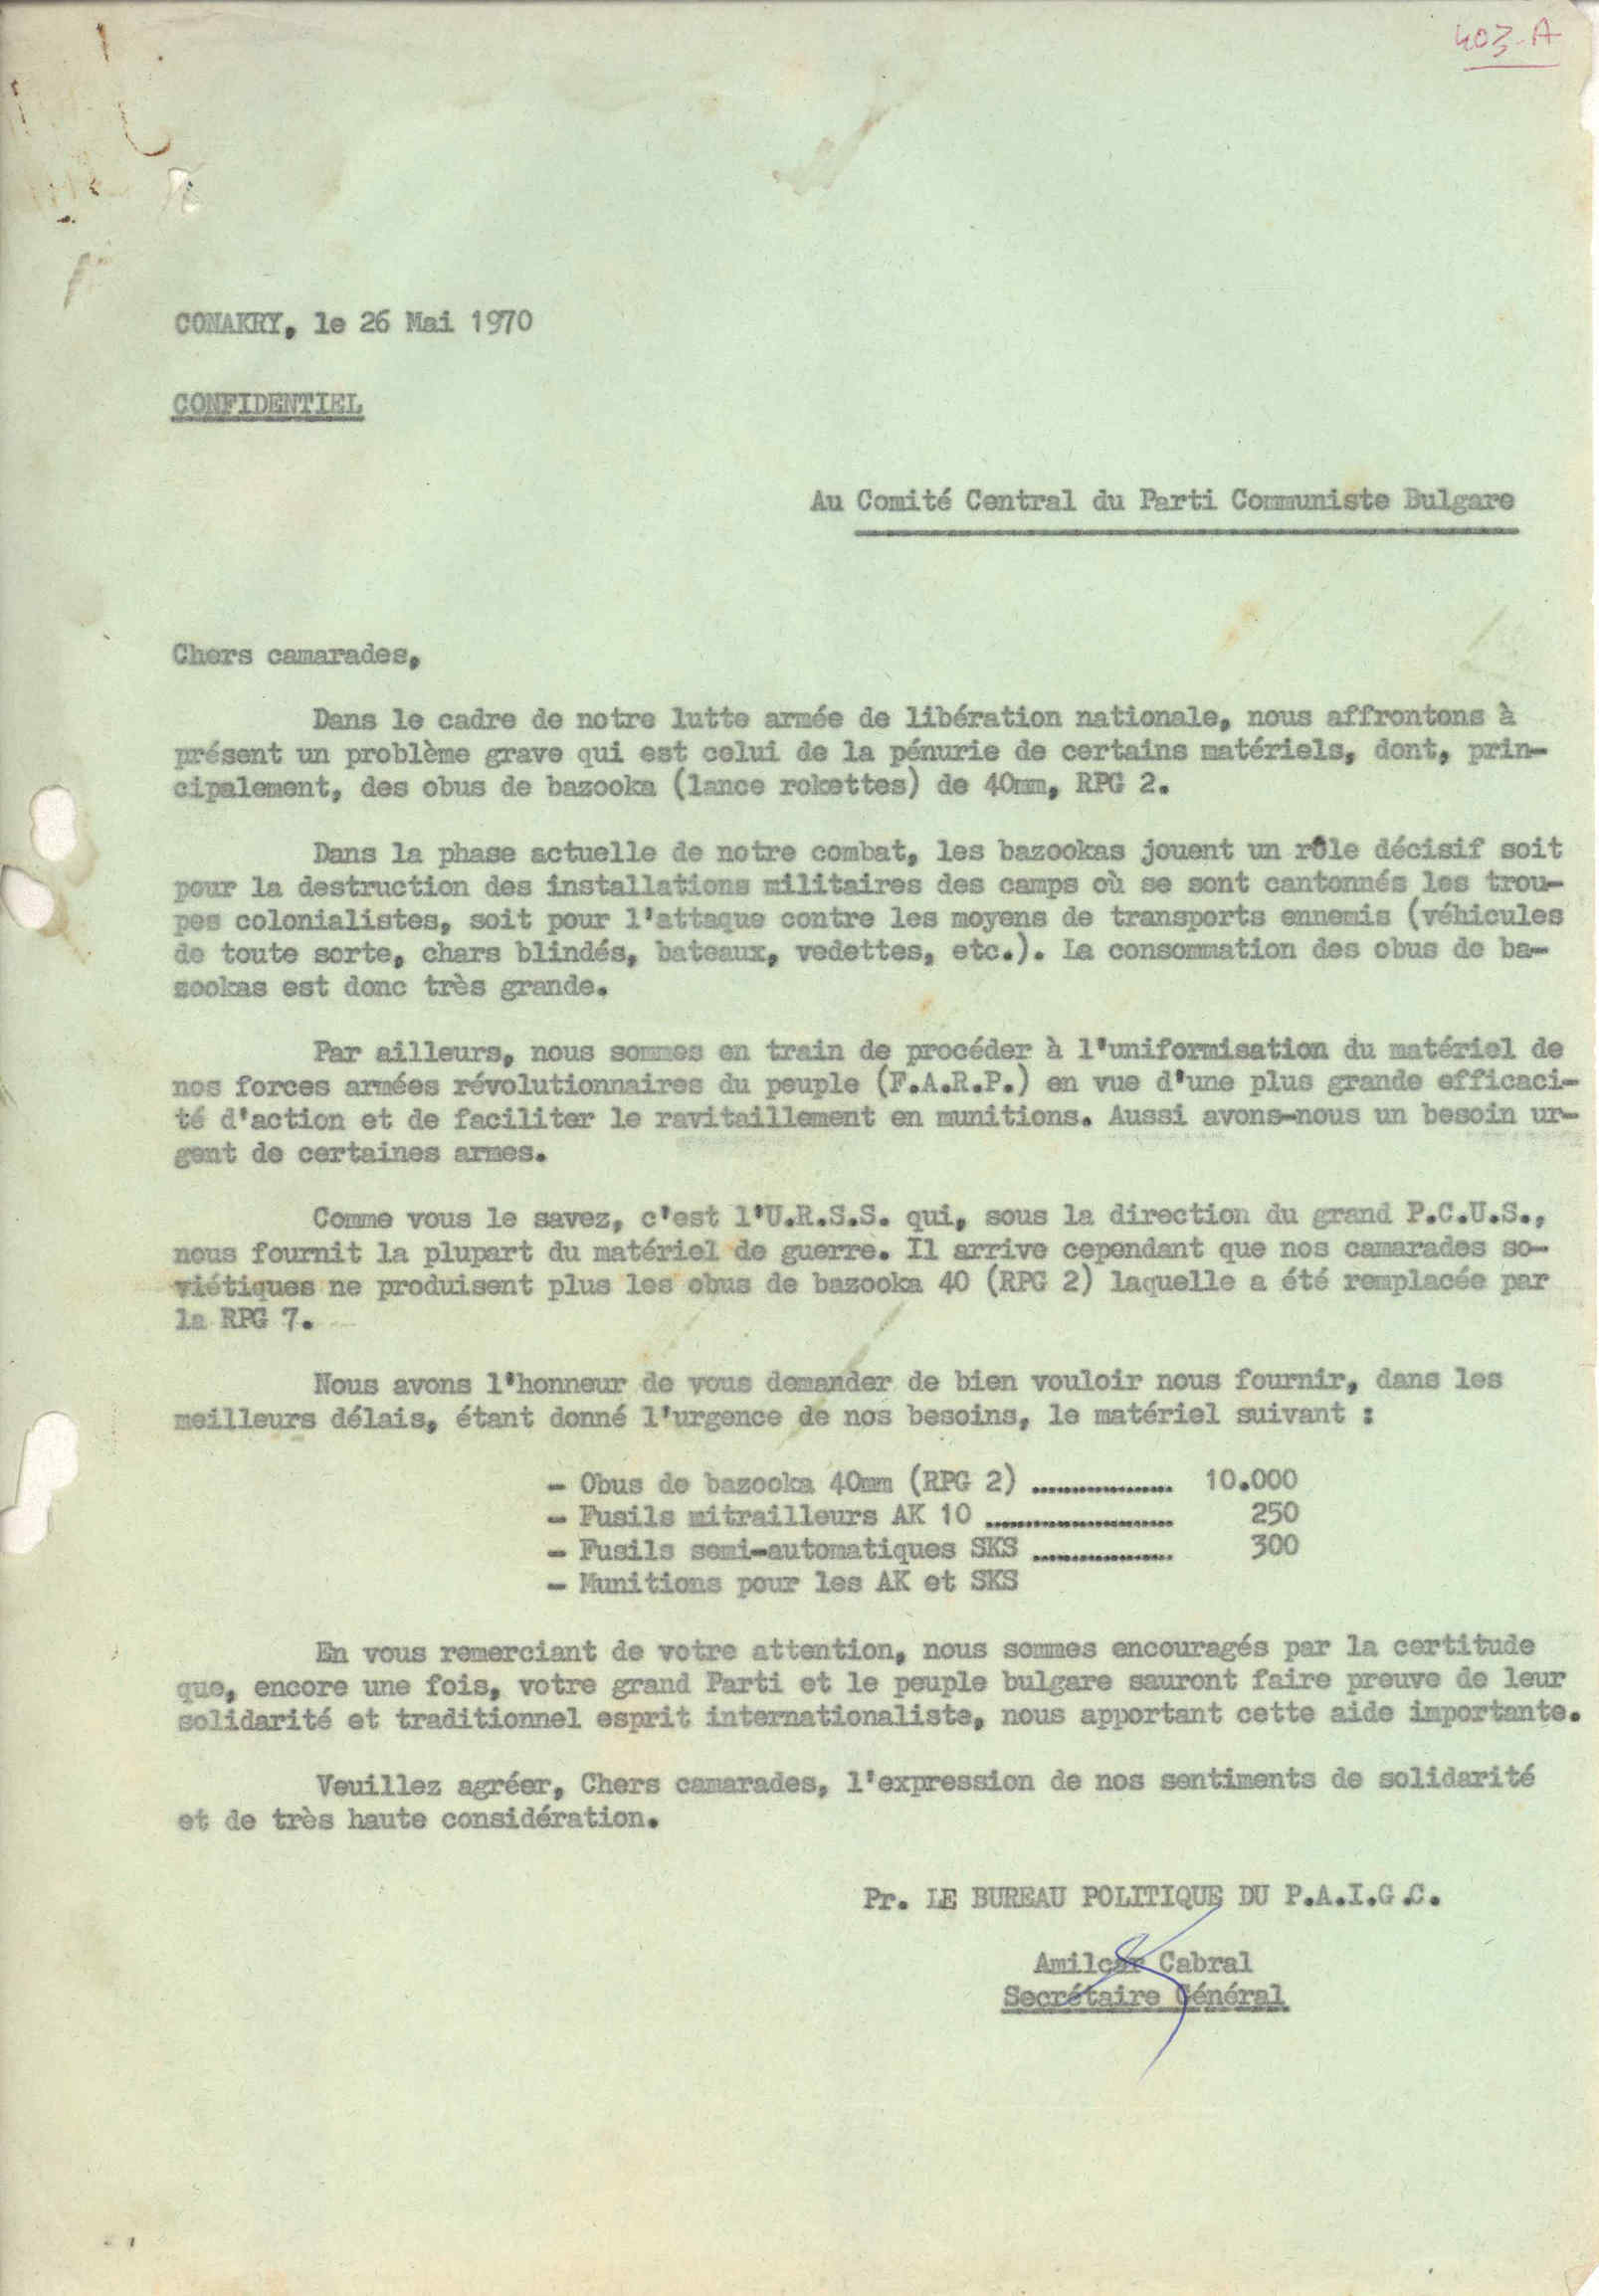 403-A
CONAKRY, le 26 Mai 1970
CONFIDENTIEL
Au Comité Central du Parti Communiste Bulgare
Chers camarades,
Dans le cadre de notre lutte armée de libération nationale, nous affrontons à
présent un problème grave qui est celui de la pénurie de certains matériels, dont, prin-
cipalement, des obus de bazooka (lance rokettes) de 40mm, RPG 2.
Dans la phase actuelle de notre combat, les bazookas jouent un rôle décisif soit
pour la destruction des installations militaires des camps où se sont cantonnés les trou-
pes colonialistes, soit pour l'attaque contre les moyens de transports ennemis (véhicules
de toute sorte, chars blindés, bateaux, vedettes, etc.). La consommation des obus de ba-
zookas est donc très grande.
Par ailleurs, nous sommes en train de procéder à l'uniformisation du matériel de
nos forces armées révolutionnaires du peuple (F.A.R.P.) en vue d'une plus grande efficaci-
té d'action et de faciliter le ravitaillement en munitions. Aussi avons-nous un besoin ur-
gent de certaines armes.
Comme vous le savez, c'est l'U.R.S.S. qui, sous la direction du grand P.C.U.S.,
nous fournit la plupart du matériel de guerre. Il arrive cependant que nos camarades so-
viétiques ne produisent plus les obus de bazooka 40 (RPG 2) laquelle a été remplacée par
la RPG 7.
Nous avons l'honneur de vous demander de bien vouloir nous fournir, dans les
meilleurs délais, étant donné l'urgence de nos besoins, le matériel suivant :
- Obus de bazooka 40mm (RPG 2) .................. 10.000
- Fusils mitrailleurs AK 10 ........................ 250
- Fusils semi-automatiques SKS .................. 300
- Munitions pour les AK et SKS
En vous remerciant de votre attention, nous sommes encouragés par la certitude
que, encore une fois, votre grand Parti et le peuple bulgare sauront faire preuve de leur
solidarité et traditionnel esprit internationaliste, nous apportant cette aide importante.
Veuillez agréer, Chers camarades, l'expression de nos sentiments de solidarité
et de très haute considération.
Pr. LE BUREAU POLITIQUE DU P.A.I.G.C.
Amilcar Cabral
Secrétaire Général